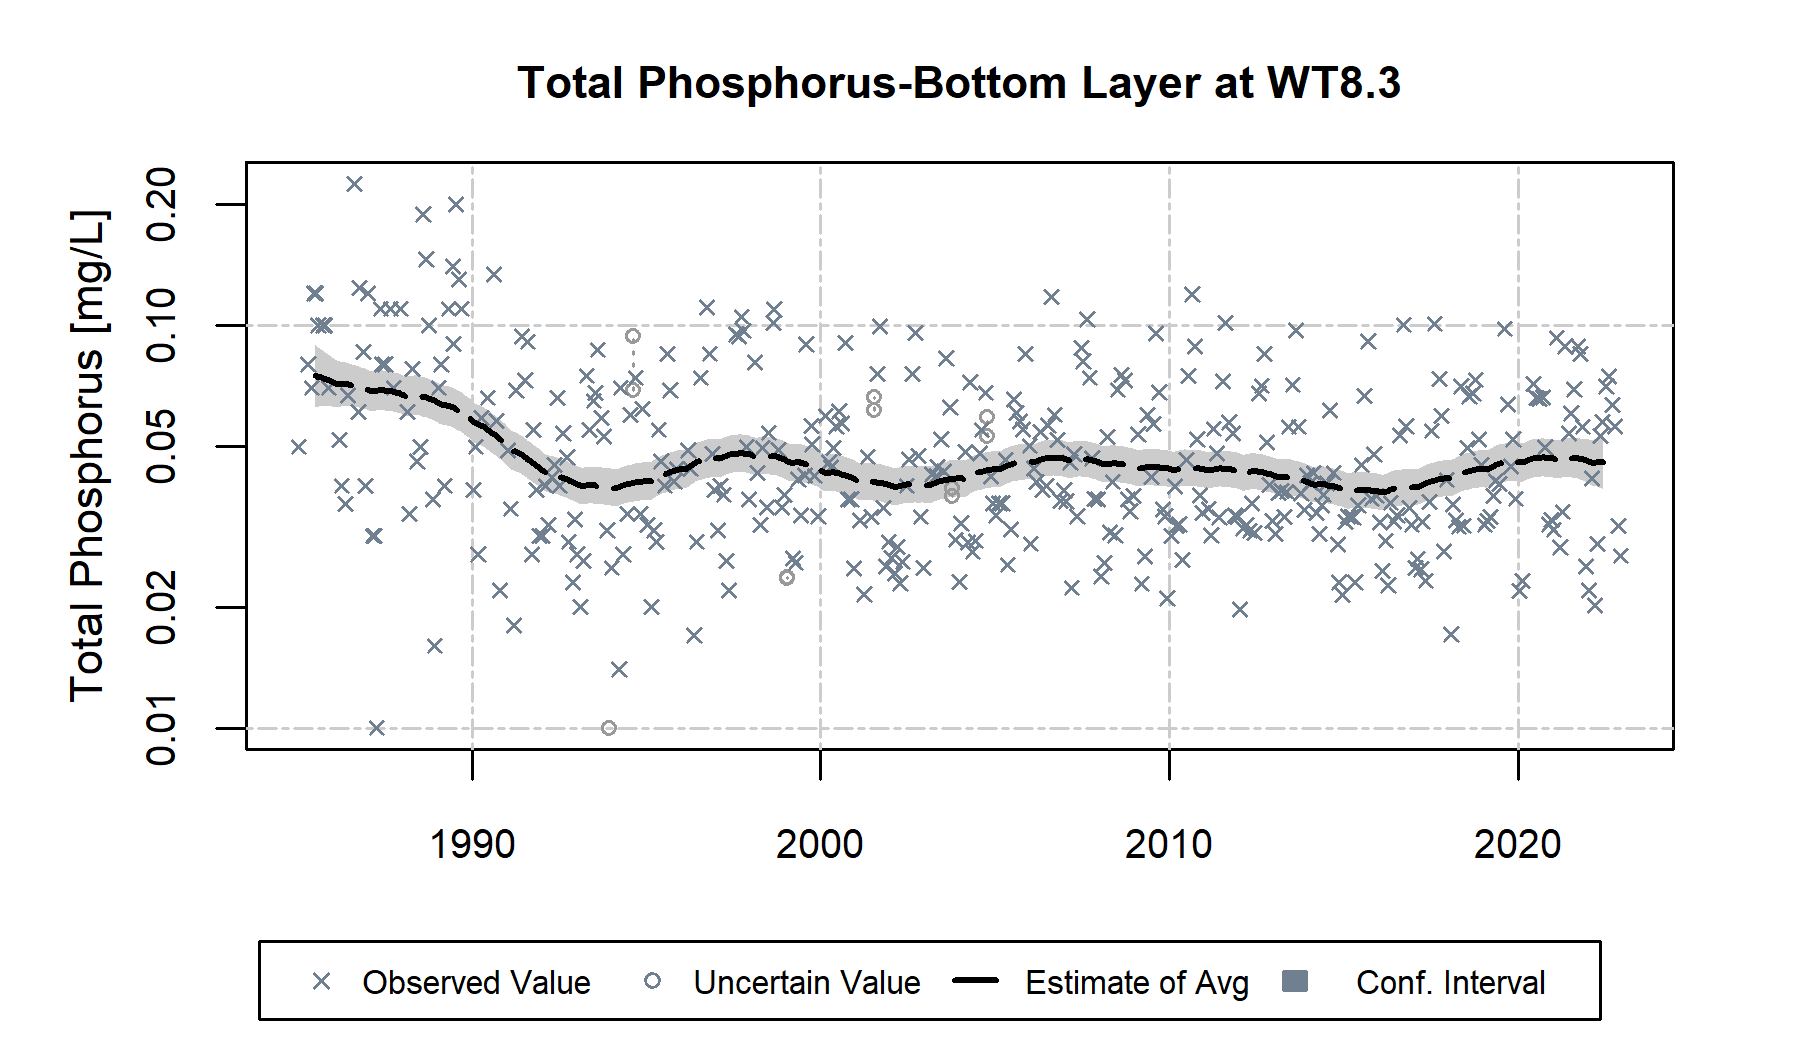 Total Phosphorus-Bottom Layer at WT8.3
Total Phosphorus [mg/L]
0.20
0.10
0.05
0.02
0.01
1990 2000 2010 2020
Observed Value Uncertain Value Estimate of Avg Conf. Interval